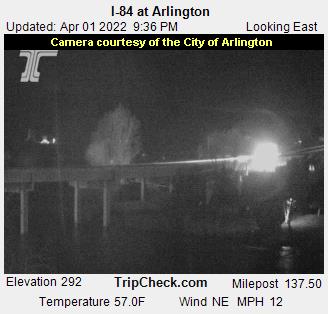 I-84 at Arlington
Updated: Apr 01 2022 9:36 PM Looking East
Camera courtesy of the City of Arlington
Elevation 292 TripCheck.com Milepost 137.50
Temperature 57.0F Wind NE MPH 12